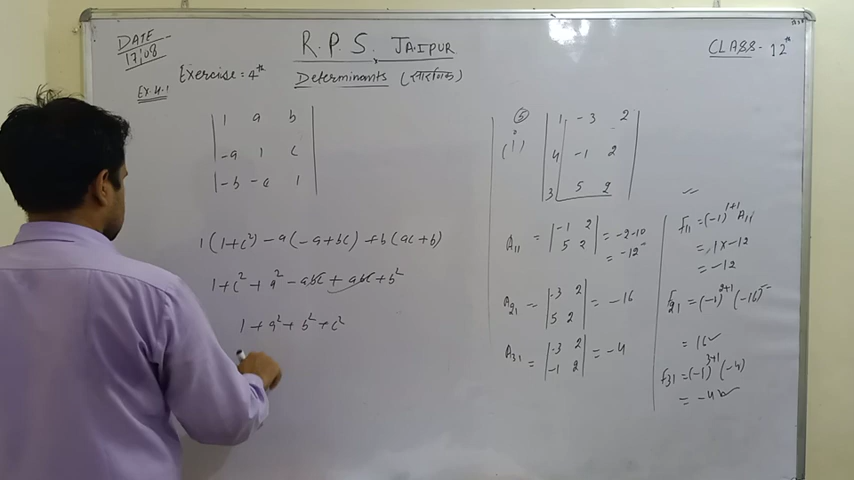 DATE
17/08
R.P.S. JAIPUR
CLASS - 12th
Exercise = 4th
Determinants (सारणिक)
EX. 4.1
| 1 a b |
| -a 1 c |
| -b -c 1 |
1(1+c²) -a(-a+bc) +b(ac+b)
1+c²+a²-abc+abc+b²
1+a²+b²+c²
(5)
(i)
| 1 -3 2 |
| 4 -1 2 |
| 3 5 2 |
A₁₁ = | -1 2 | = -2-10
| 5 2 | = -12
A₂₁ = | -3 2 | = -16
| 5 2 |
A₃₁ = | -3 2 | = -4
| -1 2 |
=
F₁₁ = (-1)¹⁺¹ A₁₁
= 1x-12
= -12
F₂₁ = (-1)²⁺¹ (-16)
= 16
F₃₁ = (-1)³⁺¹ (-4)
= -4